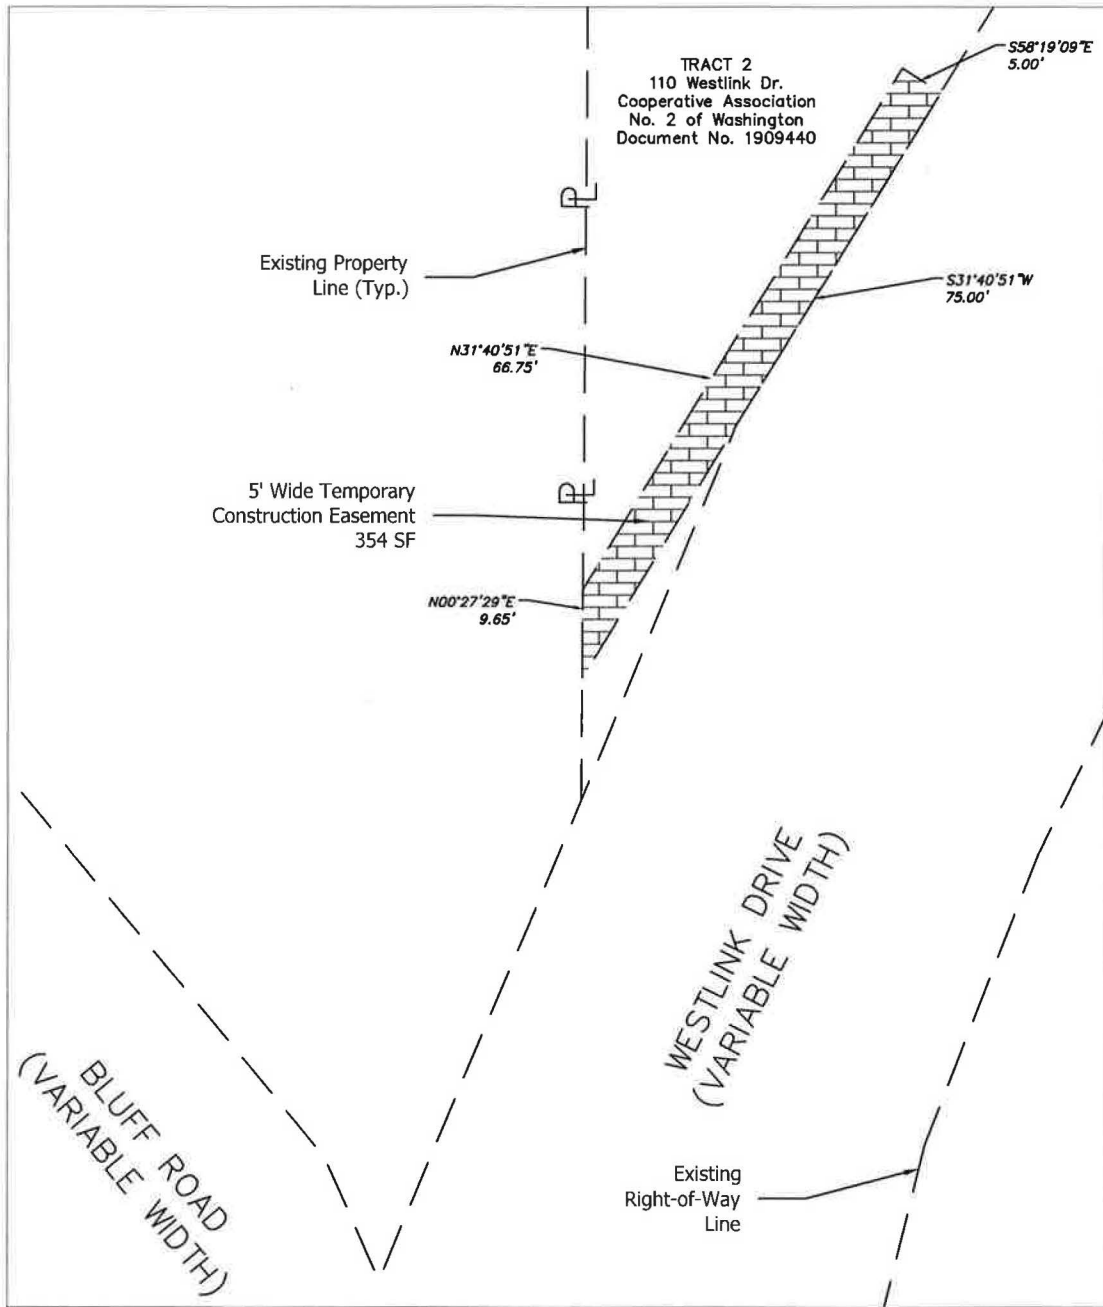 S58°19'09"E
5.00'
TRACT 2
110 Westlink Dr.
Cooperative Association
No. 2 of Washington
Document No. 1909440
PL
Existing Property
Line (Typ.)
S31°40'51"W
75.00'
N31°40'51"E
66.75'
5' Wide Temporary
Construction Easement
354 SF
PL
N00°27'29"E
9.65'
WESTLINK DRIVE
(VARIABLE WIDTH)
BLUFF ROAD
(VARIABLE WIDTH)
Existing
Right-of-Way
Line